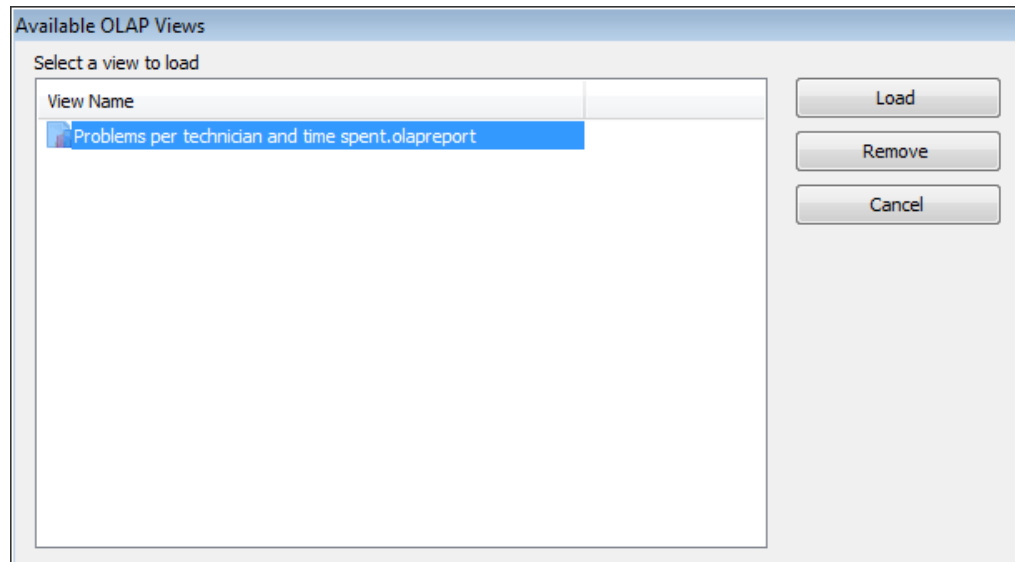 Available OLAP Views
Select a view to load
View Name
Problems per technician and time spent.olapreport
Load
Remove
Cancel